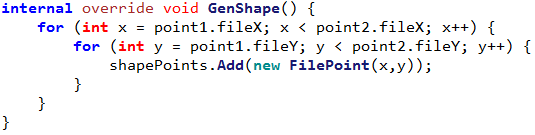 internal override void GenShape() {
    for (int x = point1.fileX; x < point2.fileX; x++) {
        for (int y = point1.fileY; y < point2.fileY; y++) {
            shapePoints.Add(new FilePoint(x,y));
        }
    }
}